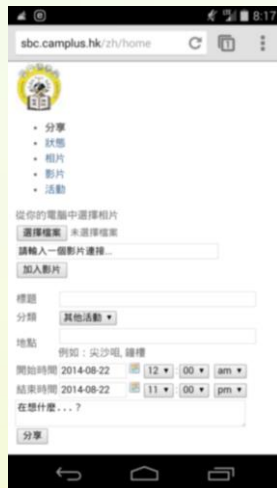 8:17
sbc.camplus.hk/zh/home
分享
狀態
相片
影片
活動
從你的電腦中選擇相片
選擇檔案 未選擇檔案
請輸入一個影片連接...
加入影片
標題
分類 其他活動
地點
例如：尖沙咀, 鐘樓
開始時間 2014-08-22 12 : 00 am
結束時間 2014-08-22 11 : 00 pm
在想什麼...?
分享